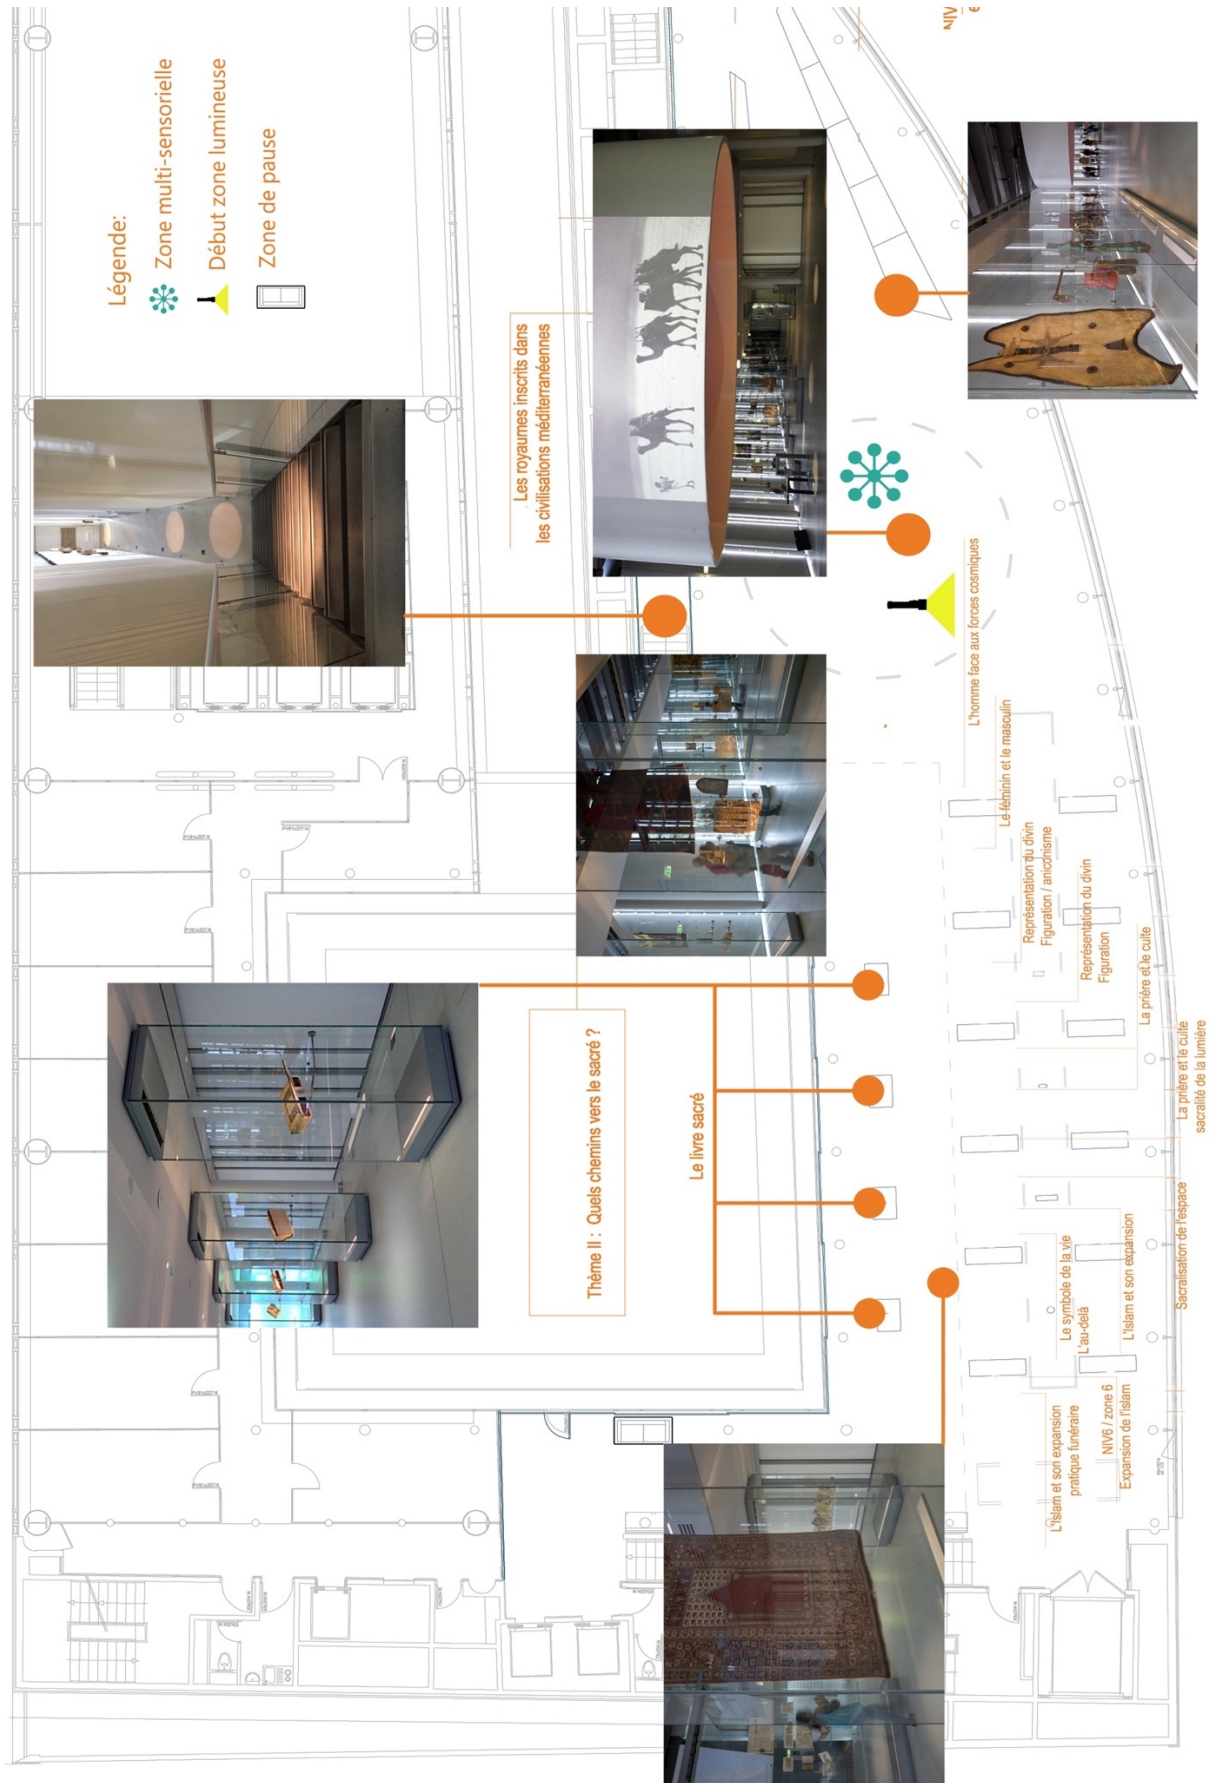 Légende:
Zone multi-sensorielle
Début zone lumineuse
Zone de pause
NIV
e
Les royaumes inscrits dans
les civilisations méditerranéennes
Thème II : Quels chemins vers le sacré ?
Le livre sacré
L'homme face aux forces cosmiques
Le féminin et le masculin
Représentation du divin
Figuration / aniconisme
Représentation du divin
Figuration
La prière et le culte
La prière et le culte
sacralité de la lumière
Sacralisation de l'espace
Le symbole de la vie
L'au-delà
L'Islam et son expansion
NIV6 / zone 6
Expansion de l'islam
L'Islam et son expansion
pratique funéraire